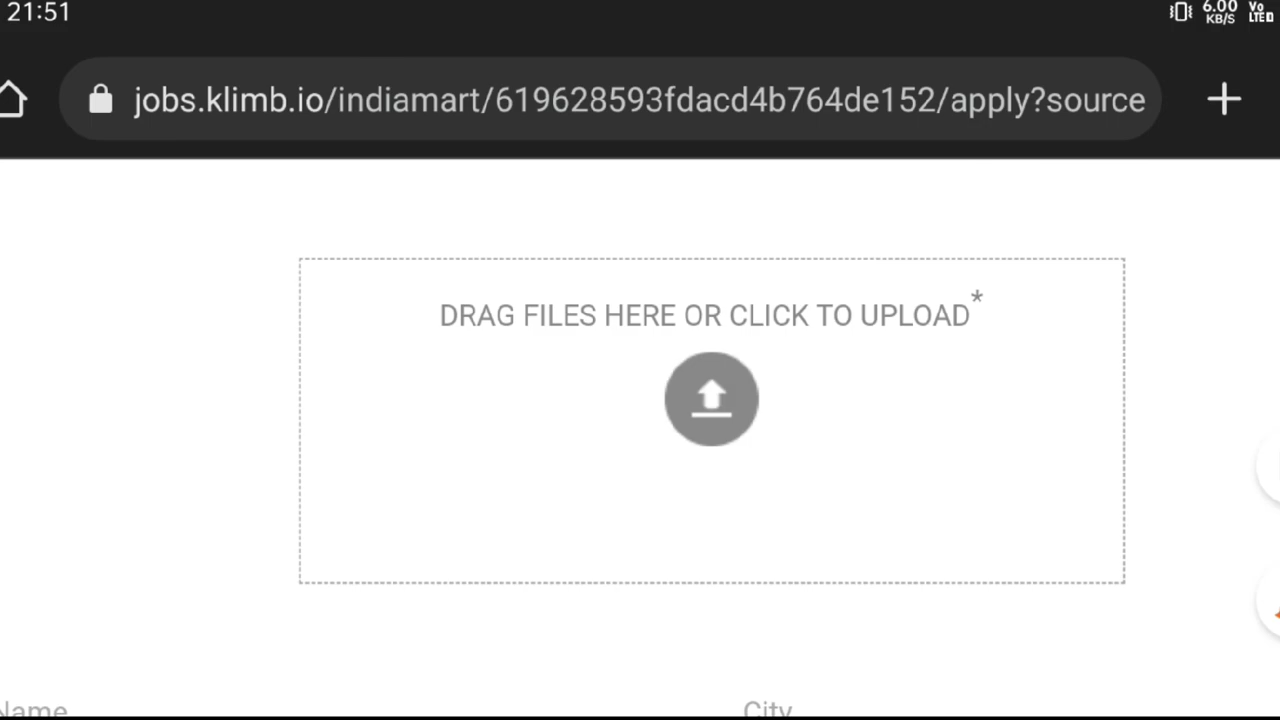 21:51
6.00
KB/S
Vo
LTE
jobs.klimb.io/indiamart/619628593fdacd4b764de152/apply?source
DRAG FILES HERE OR CLICK TO UPLOAD*
Name
City